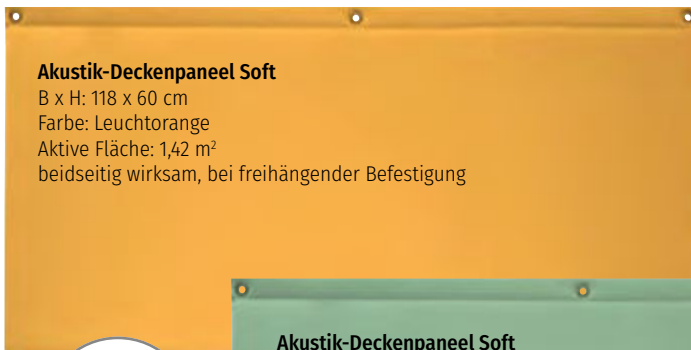 Akustik-Deckenpaneel Soft
B x H: 118 x 60 cm
Farbe: Leuchtorange
Aktive Fläche: 1,42 m²
beidseitig wirksam, bei freihängender Befestigung
Akustik-Deckenpaneel Soft